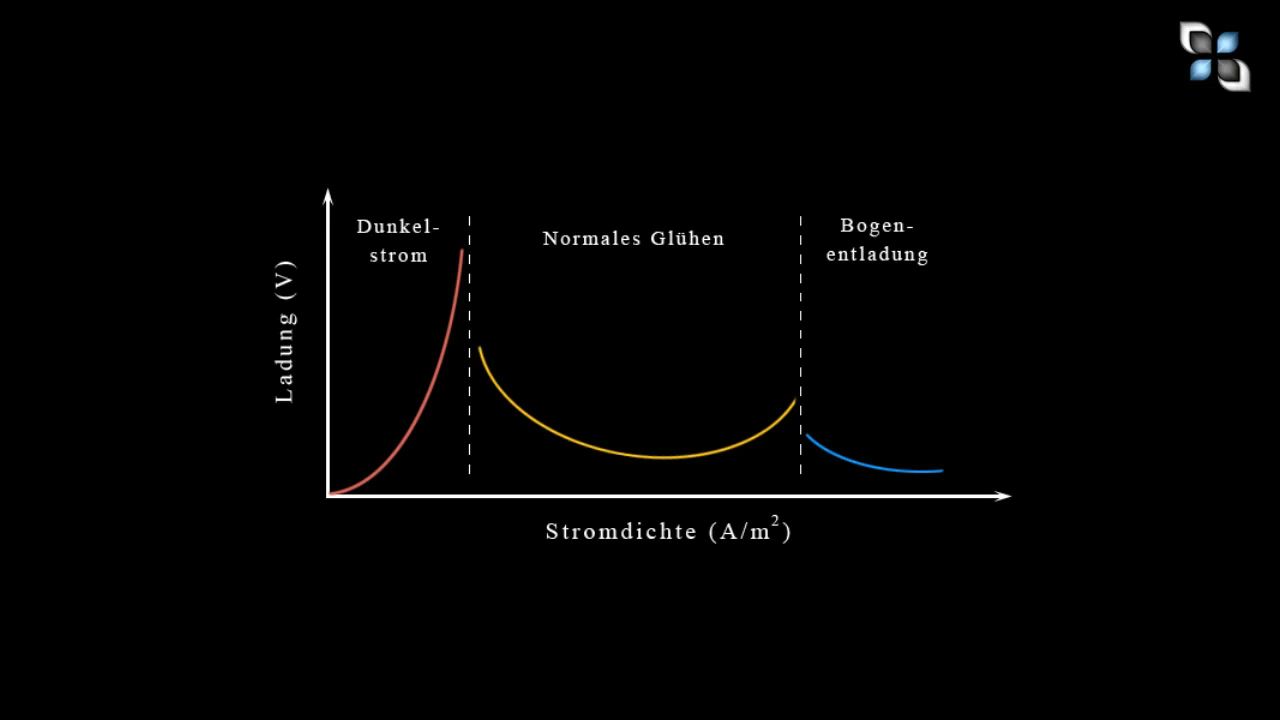 Dunkel-
strom
Normales Glühen
Bogen-
entladung
Ladung (V)
Stromdichte (A/m²)